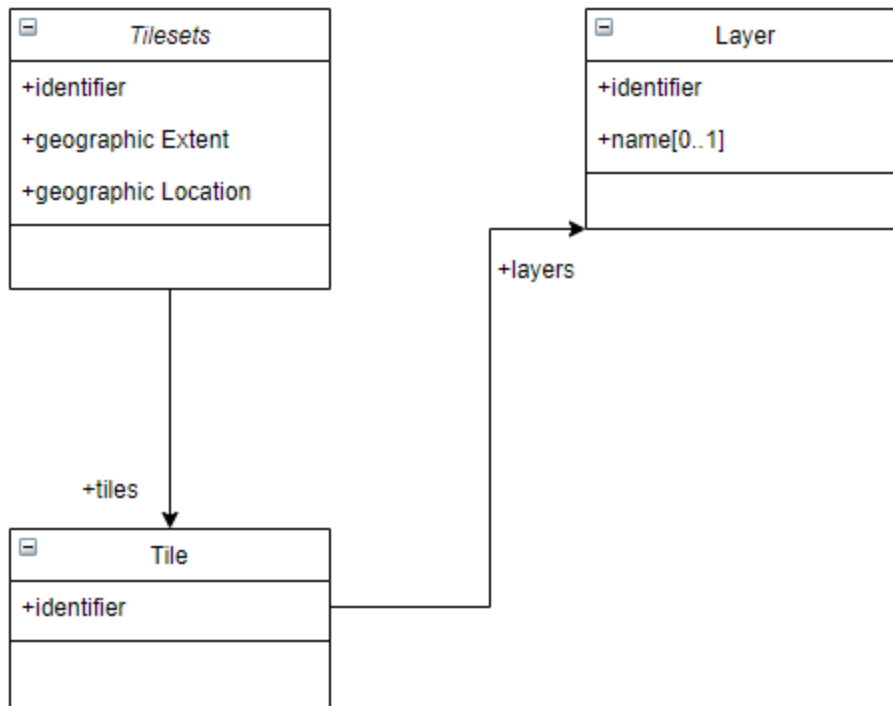 Tilesets
+identifier
+geographic Extent
+geographic Location
Layer
+identifier
+name[0..1]
+layers
+tiles
Tile
+identifier